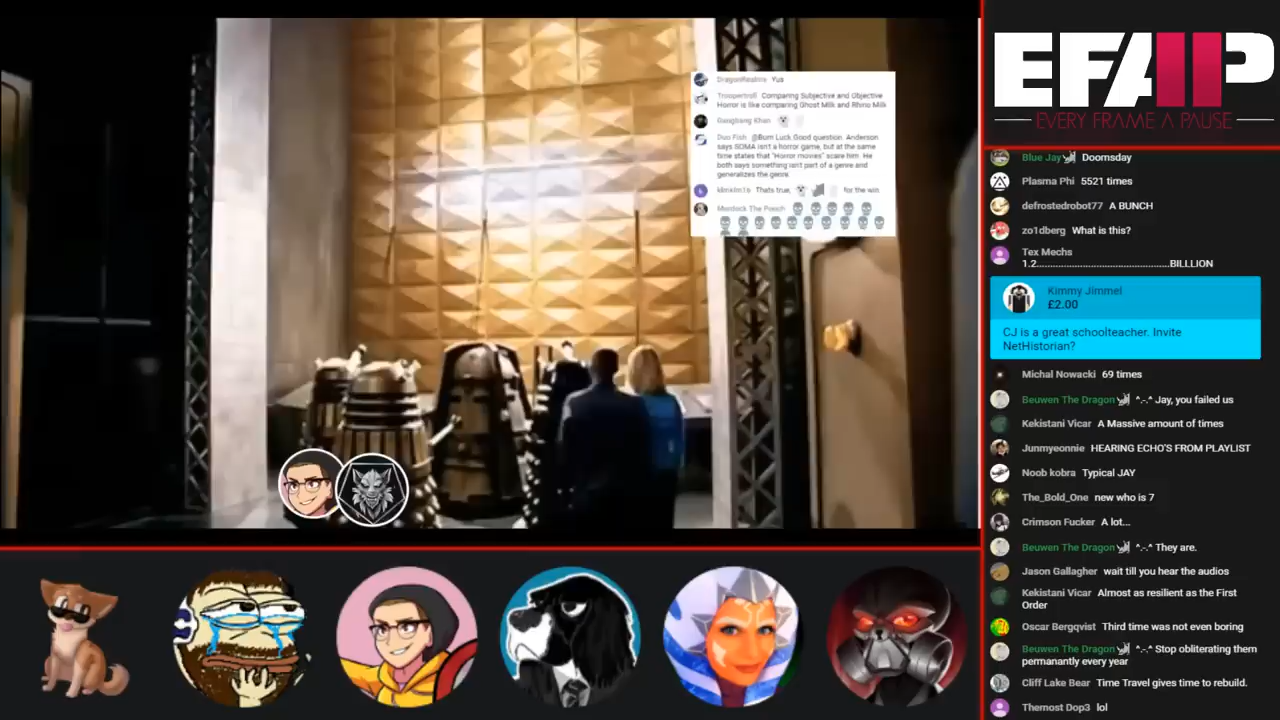 DragonRealms Yus
Troopertroll Comparing Subjective and Objective
Horror is like comparing Ghost Milk and Rhino Milk
Gangbang Khan
Duo Fish @Burn Luck Good question. Anderson
says SOMA isn't a horror game, but at the same
time states that "Horror movies" scare him. He
both says something isn't part of a genre and
generalizes the genre
Thats true, for the win
Murdock The Pooch
EFAP
EVERY FRAME A PAUSE
Blue Jay Doomsday
Plasma Phi 5521 times
defrostedrobot77 A BUNCH
zo1dberg What is this?
Tex Mechs
1.2................................................BILLLION
Kimmy Jimmel
£2.00
CJ is a great schoolteacher. Invite
NetHistorian?
Michal Nowacki 69 times
Beuwen The Dragon ^.-.^ Jay, you failed us
Kekistani Vicar A Massive amount of times
Junmyeonnie HEARING ECHO'S FROM PLAYLIST
Noob kobra Typical JAY
The_Bold_One new who is 7
Crimson Fucker A lot...
Beuwen The Dragon ^.-.^ They are.
Jason Gallagher wait till you hear the audios
Kekistani Vicar Almost as resilient as the First
Order
Oscar Bergqvist Third time was not even boring
Beuwen The Dragon ^.-.^ Stop obliterating them
permanantly every year
Cliff Lake Bear Time Travel gives time to rebuild.
Themost Dop3 lol